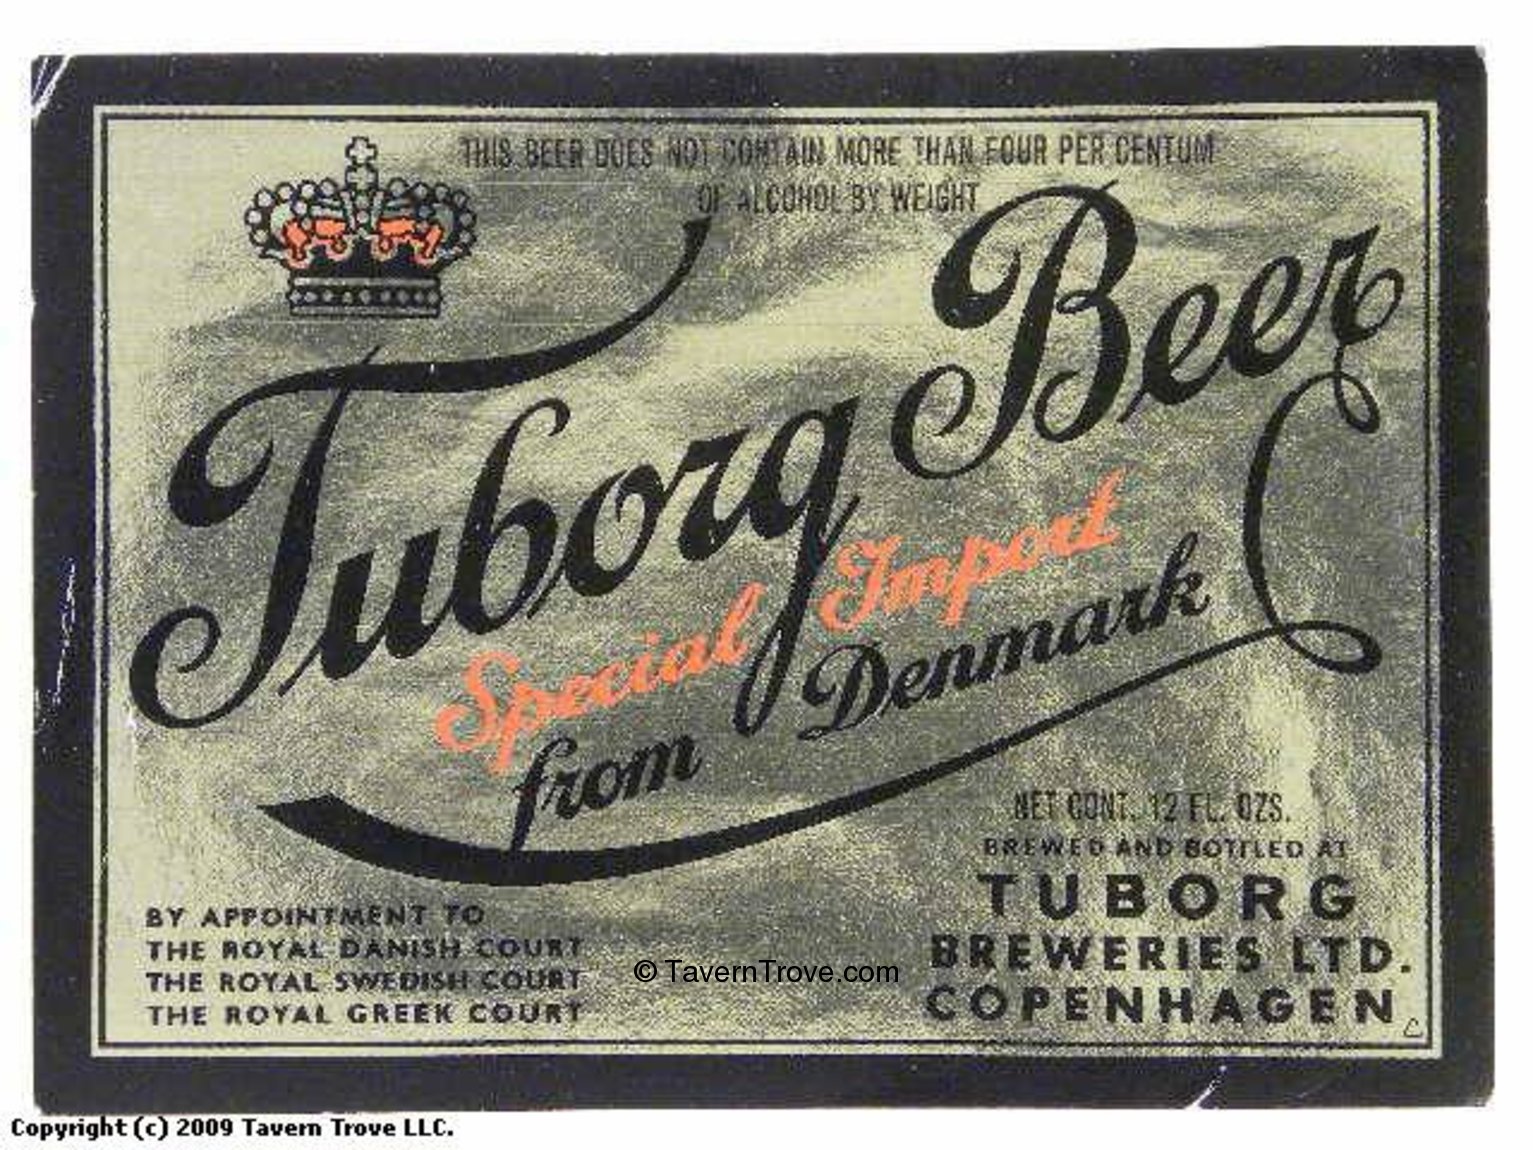 THIS BEER DOES NOT CONTAIN MORE THAN FOUR PER CENTUM
OF ALCOHOL BY WEIGHT
Tuborg Beer
Special Import
from Denmark
NET CONT. 12 FL. OZS.
BREWED AND BOTTLED AT
TUBORG
BREWERIES LTD.
COPENHAGEN
BY APPOINTMENT TO
THE ROYAL DANISH COURT
THE ROYAL SWEDISH COURT
THE ROYAL GREEK COURT
© TavernTrove.com
C
Copyright (c) 2009 Tavern Trove LLC.